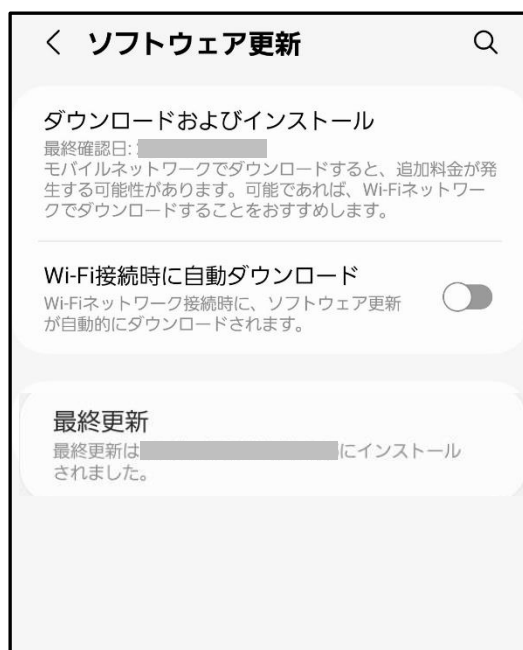 ソフトウェア更新
ダウンロードおよびインストール
最終確認日:
モバイルネットワークでダウンロードすると、追加料金が発
生する可能性があります。可能であれば、Wi-Fiネットワー
クでダウンロードすることをおすすめします。
Wi-Fi接続時に自動ダウンロード
Wi-Fiネットワーク接続時に、ソフトウェア更新
が自動的にダウンロードされます。
最終更新
最終更新は にインストール
されました。